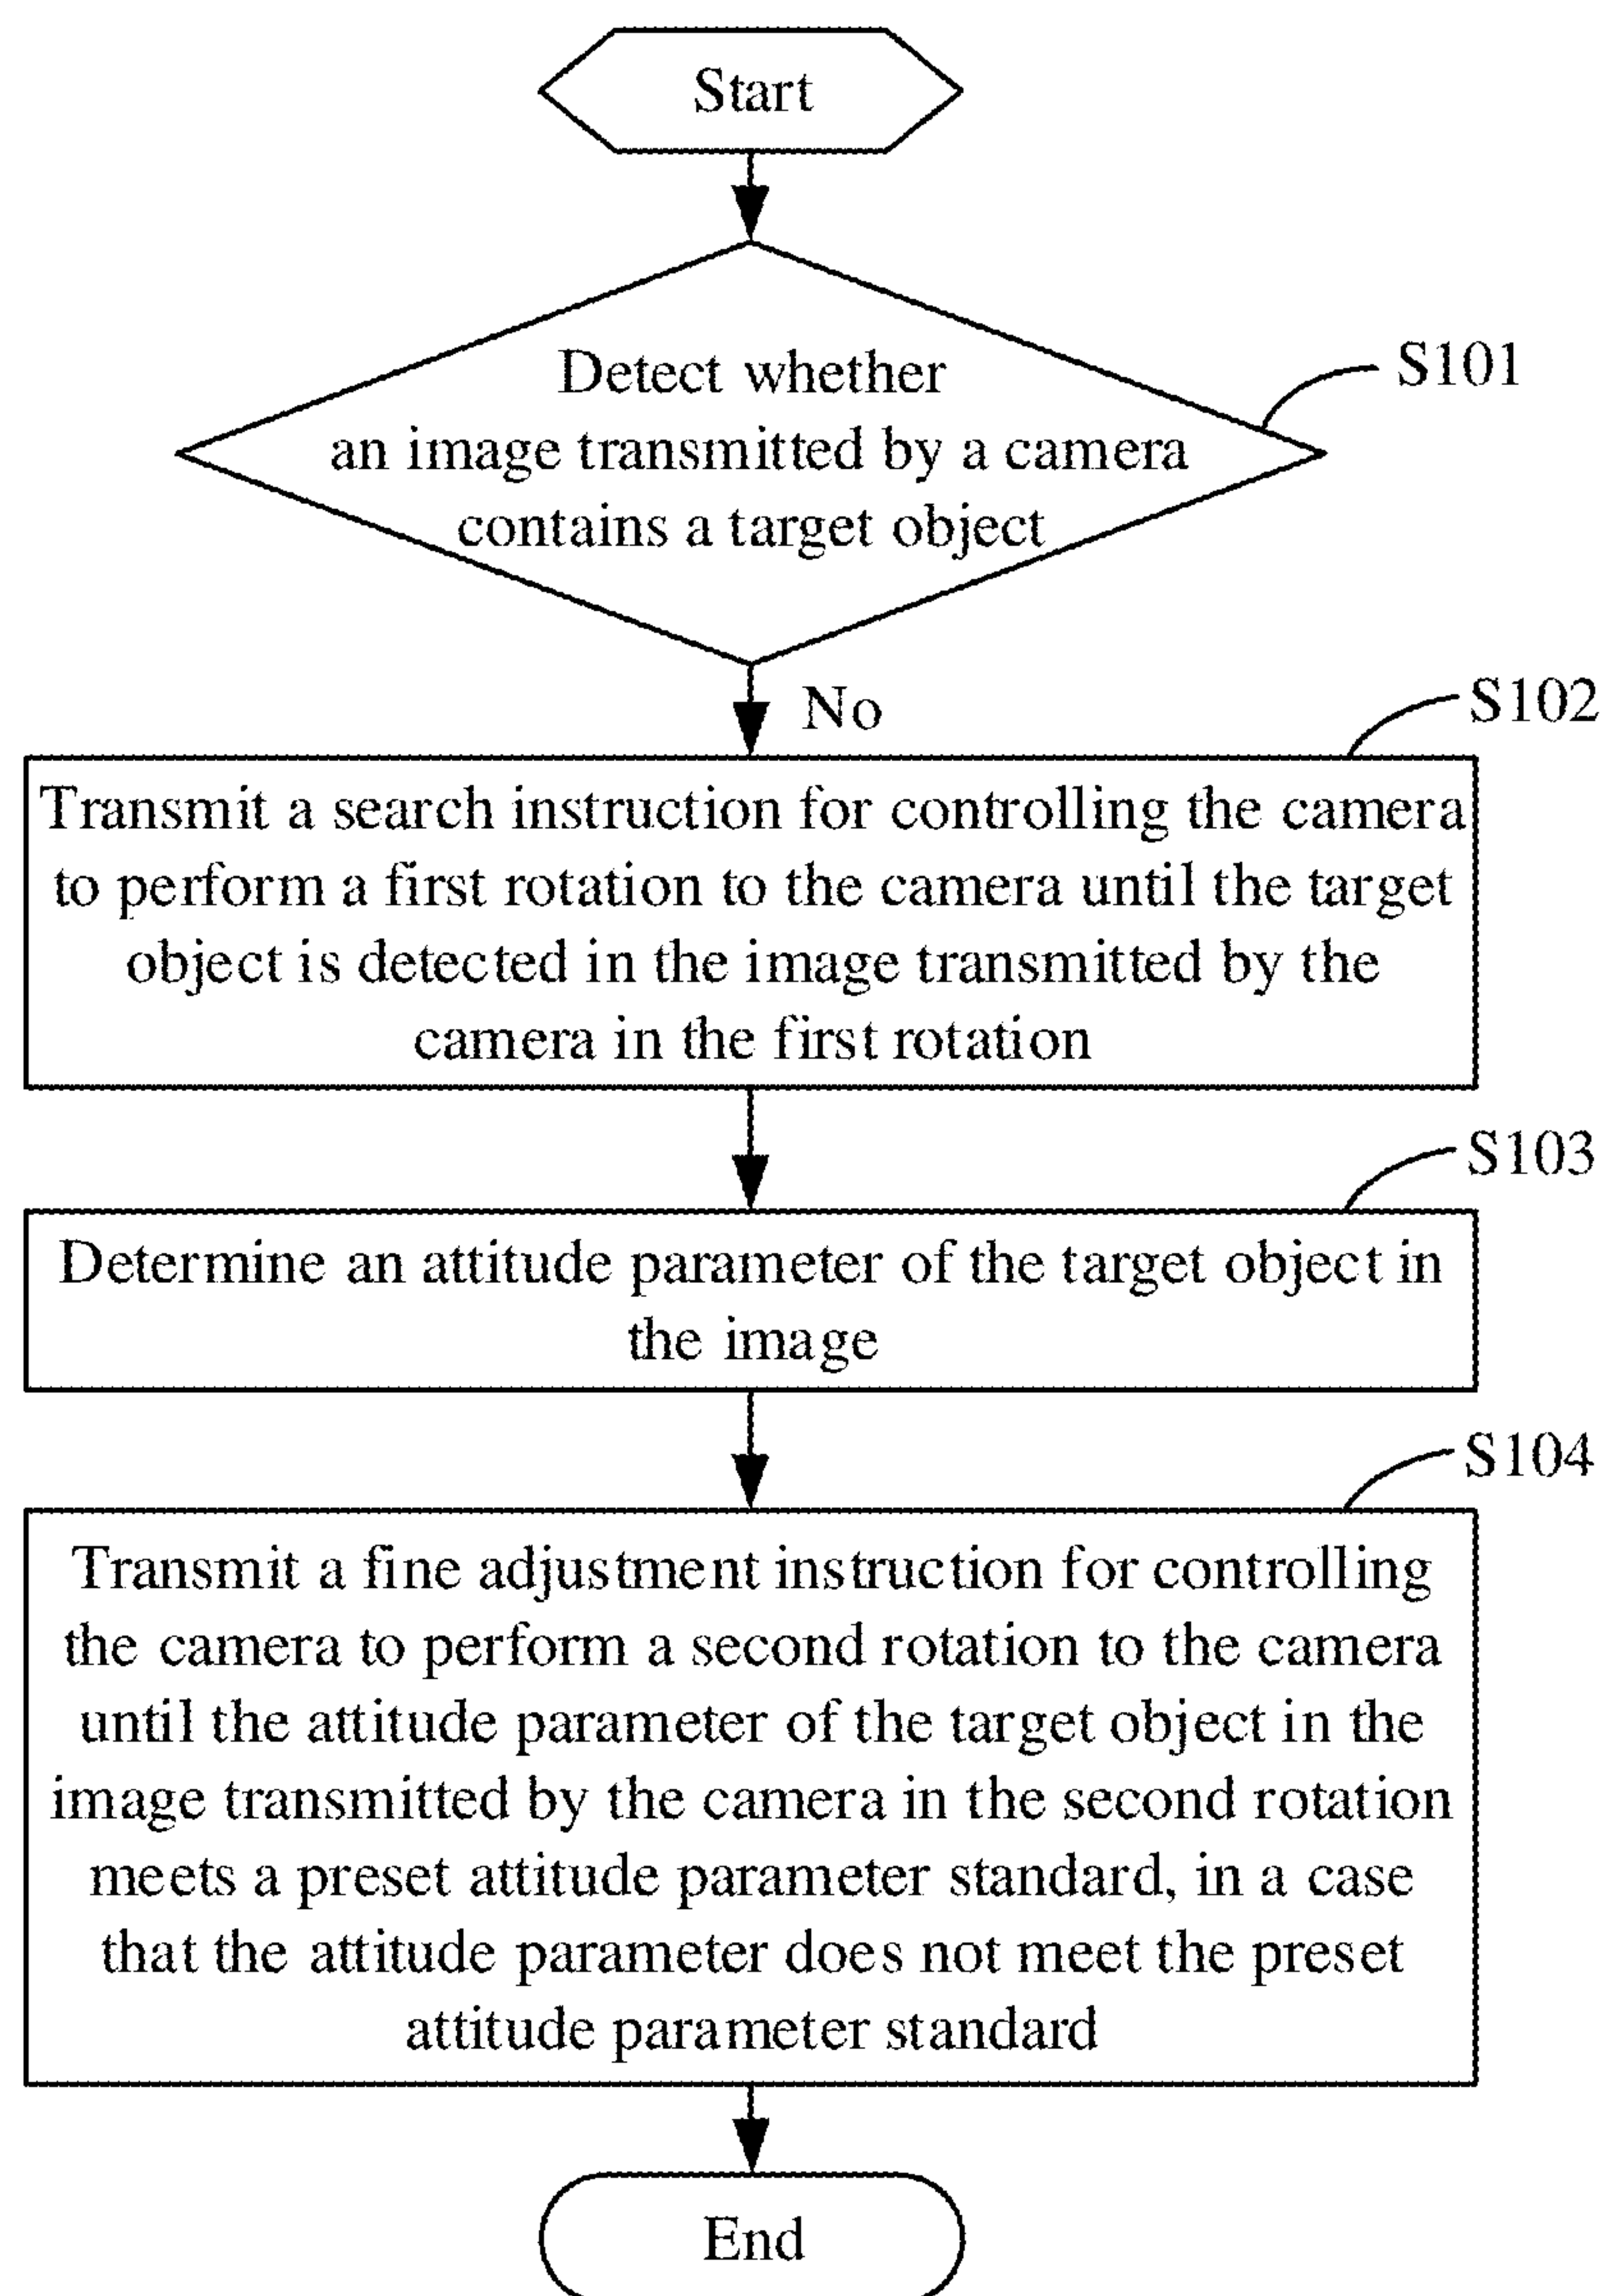 Start
Detect whether
an image transmitted by a camera
contains a target object
S101
No
S102
Transmit a search instruction for controlling the camera
to perform a first rotation to the camera until the target
object is detected in the image transmitted by the
camera in the first rotation
S103
Determine an attitude parameter of the target object in
the image
S104
Transmit a fine adjustment instruction for controlling
the camera to perform a second rotation to the camera
until the attitude parameter of the target object in the
image transmitted by the camera in the second rotation
meets a preset attitude parameter standard, in a case
that the attitude parameter does not meet the preset
attitude parameter standard
End